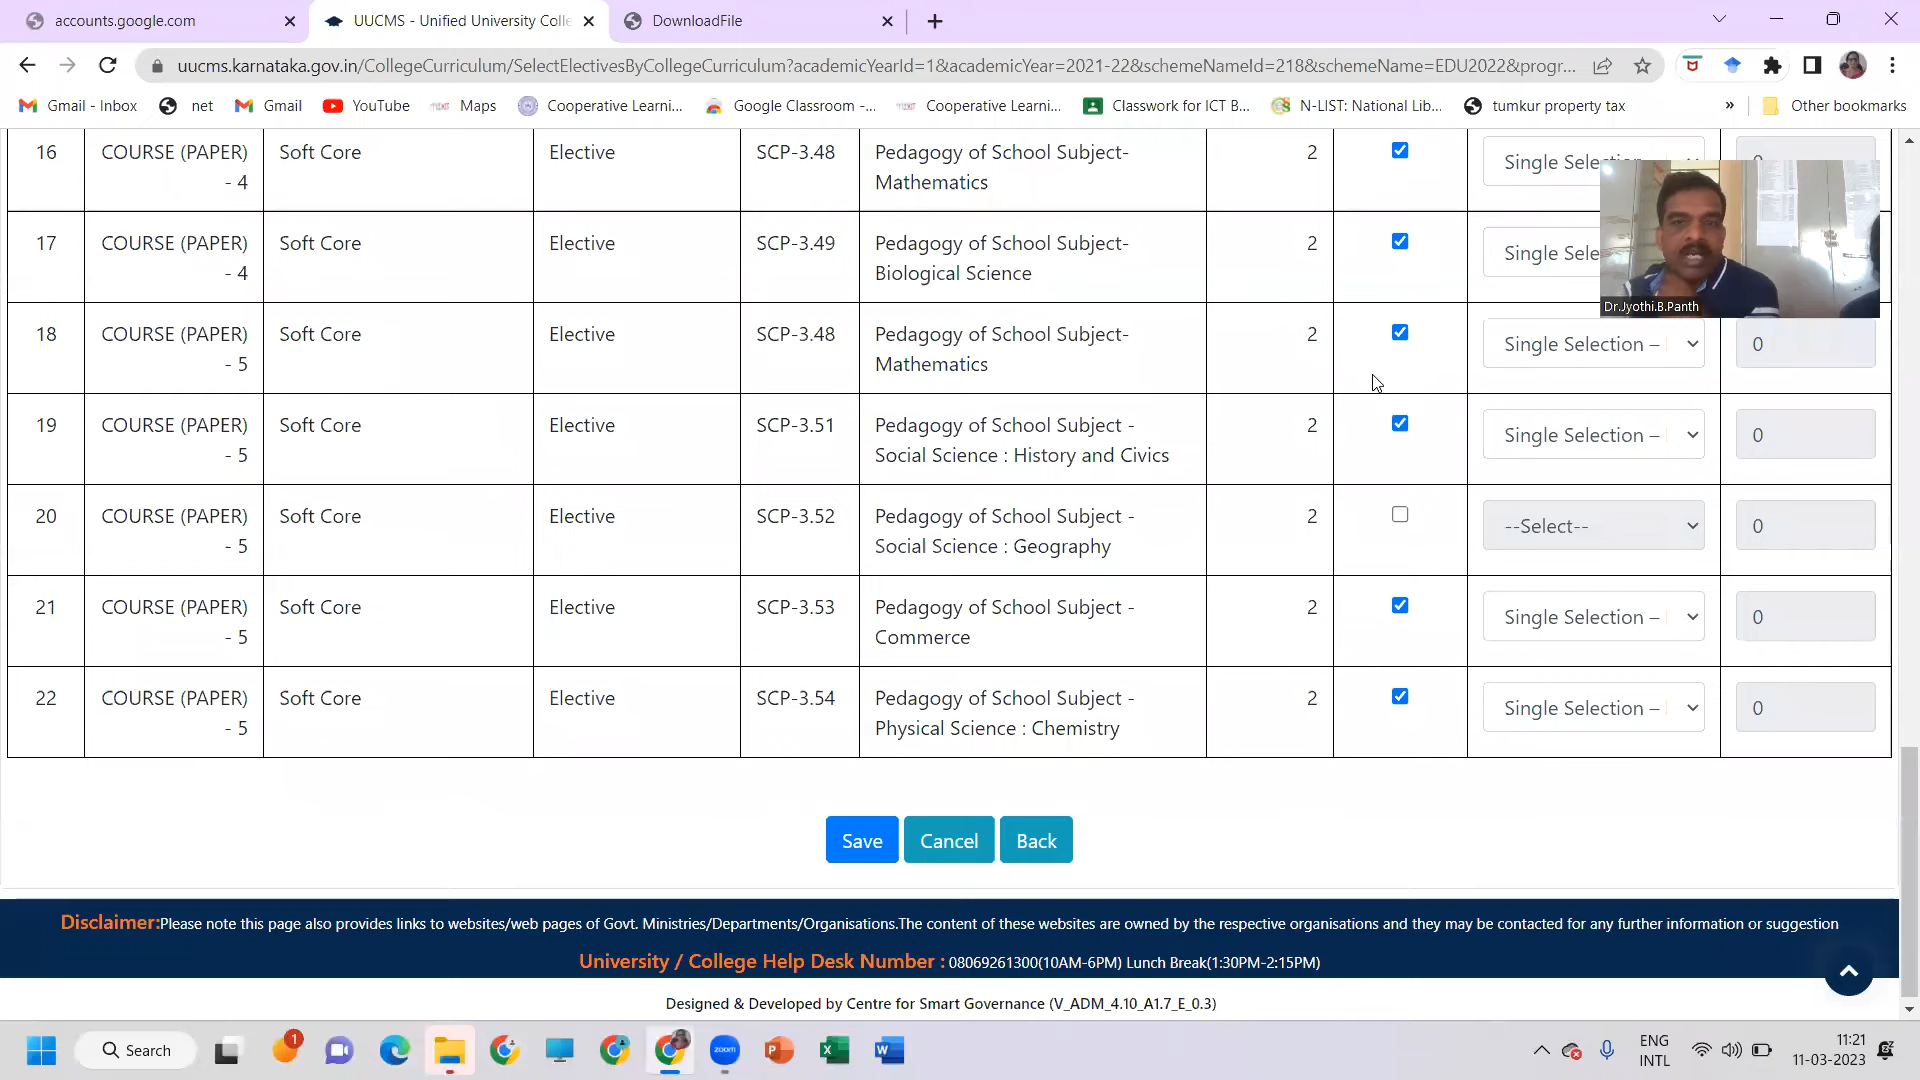 accounts.google.com
UUCMS - Unified University Colle
DownloadFile
uucms.karnataka.gov.in/CollegeCurriculum/SelectElectivesByCollegeCurriculum?academicYearId=1&academicYear=2021-22&schemeNameId=218&schemeName=EDU2022&progr...
Gmail - Inbox
net
Gmail
YouTube
Maps
Cooperative Learni...
Google Classroom -...
Cooperative Learni...
Classwork for ICT B...
N-LIST: National Lib...
tumkur property tax
»
Other bookmarks
16 COURSE (PAPER) Soft Core Elective SCP-3.48 Pedagogy of School Subject- 2 Single Selection
- 4 Mathematics
17 COURSE (PAPER) Soft Core Elective SCP-3.49 Pedagogy of School Subject- 2 Single Sele
- 4 Biological Science
Dr.Jyothi.B.Panth
18 COURSE (PAPER) Soft Core Elective SCP-3.48 Pedagogy of School Subject- 2 Single Selection – 0
- 5 Mathematics
19 COURSE (PAPER) Soft Core Elective SCP-3.51 Pedagogy of School Subject - 2 Single Selection – 0
- 5 Social Science : History and Civics
20 COURSE (PAPER) Soft Core Elective SCP-3.52 Pedagogy of School Subject - 2 --Select-- 0
- 5 Social Science : Geography
21 COURSE (PAPER) Soft Core Elective SCP-3.53 Pedagogy of School Subject - 2 Single Selection – 0
- 5 Commerce
22 COURSE (PAPER) Soft Core Elective SCP-3.54 Pedagogy of School Subject - 2 Single Selection – 0
- 5 Physical Science : Chemistry
Save Cancel Back
Disclaimer:Please note this page also provides links to websites/web pages of Govt. Ministries/Departments/Organisations.The content of these websites are owned by the respective organisations and they may be contacted for any further information or suggestion
University / College Help Desk Number : 08069261300(10AM-6PM) Lunch Break(1:30PM-2:15PM)
Designed & Developed by Centre for Smart Governance (V_ADM_4.10_A1.7_E_0.3)
Search
1
zoom
ENG
INTL
11:21
11-03-2023